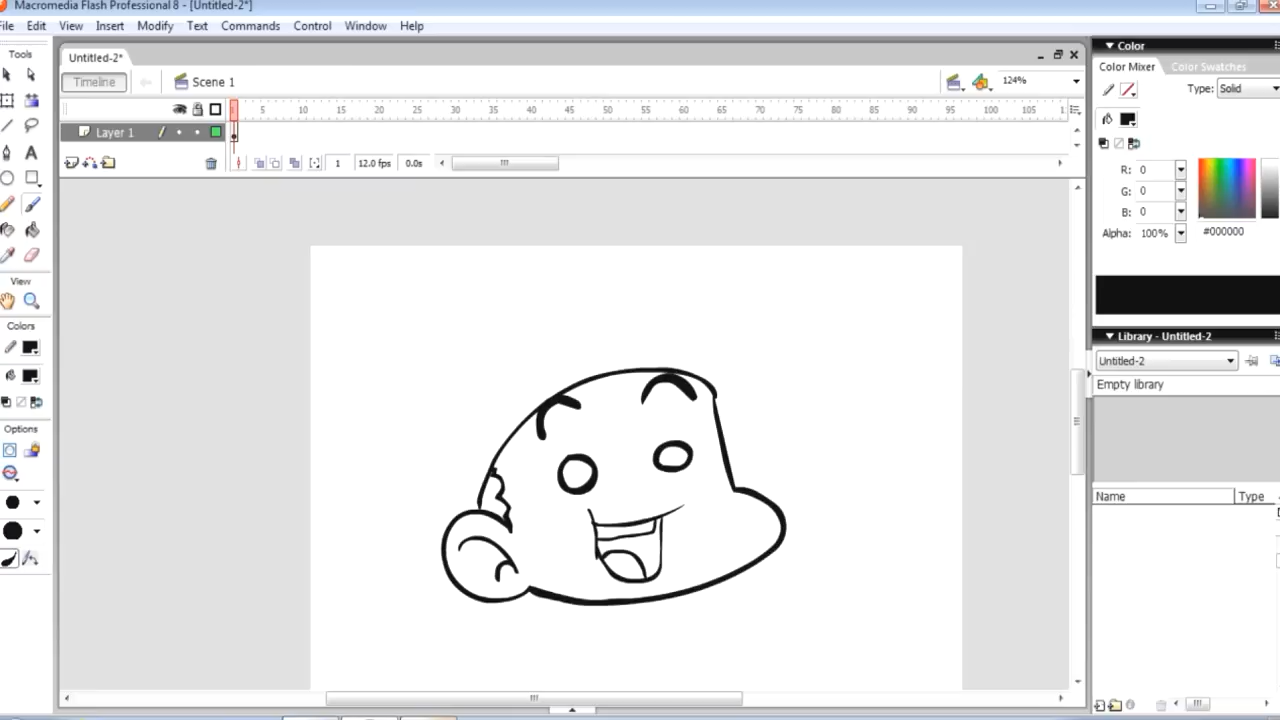 Macromedia Flash Professional 8 - [Untitled-2*]
File Edit View Insert Modify Text Commands Control Window Help
Tools
View
Colors
Options
Untitled-2*
Timeline
Scene 1
124%
5 10 15 20 25 30 35 40 45 50 55 60 65 70 75 80 85 90 95 100 105
Layer 1
1 12.0 fps 0.0s
Color
Color Mixer Color Swatches
Type: Solid
R: 0
G: 0
B: 0
Alpha: 100% #000000
Library - Untitled-2
Untitled-2
Empty library
Name Type